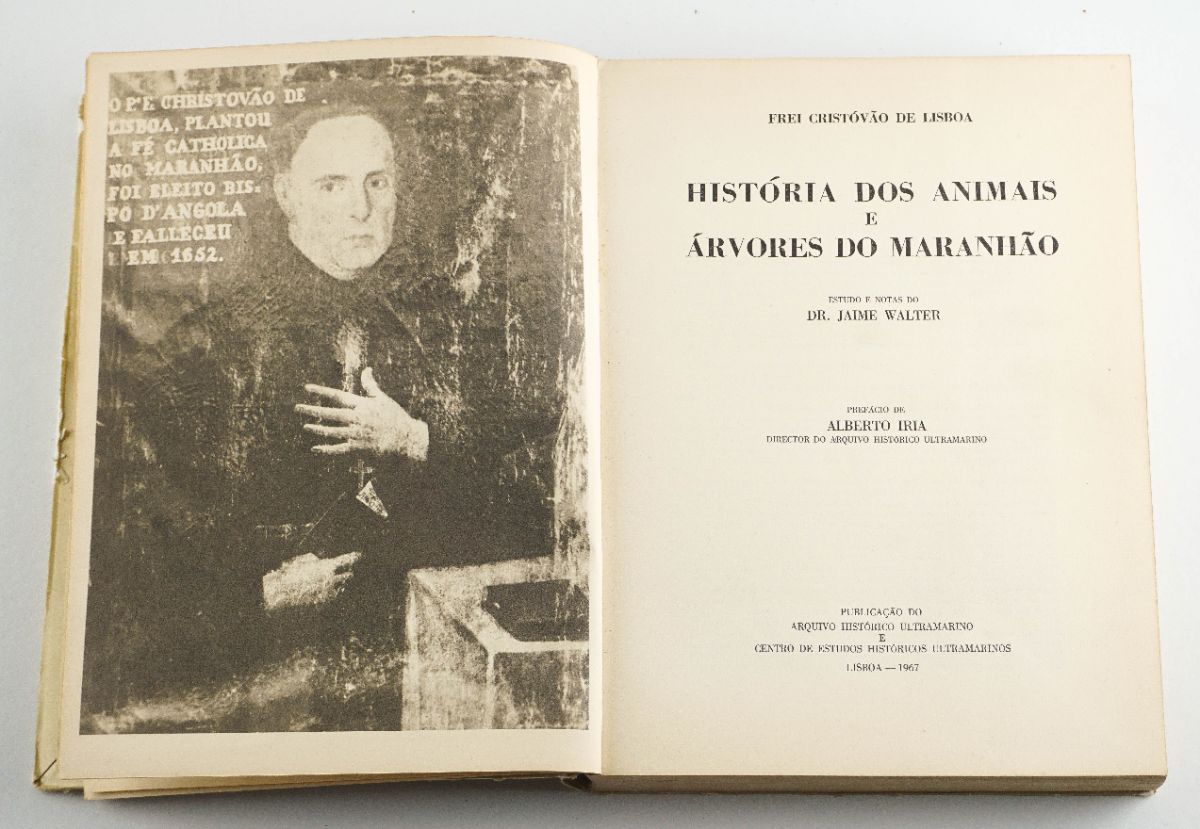 O Pᵉ E. CHRISTOVÃO DE
LISBOA, PLANTOU
A FÉ CATHOLICA
NO MARANHÃO,
FOI ELEITO BIS-
PO D'ANGOLA
E FALLECEU
EM 1652.
FREI CRISTÓVÃO DE LISBOA
HISTÓRIA DOS ANIMAIS
E
ÁRVORES DO MARANHÃO
ESTUDO E NOTAS DO
DR. JAIME WALTER
PREFÁCIO DE
ALBERTO IRIA
DIRECTOR DO ARQUIVO HISTÓRICO ULTRAMARINO
PUBLICAÇÃO DO
ARQUIVO HISTÓRICO ULTRAMARINO
E
CENTRO DE ESTUDOS HISTÓRICOS ULTRAMARINOS
LISBOA — 1967